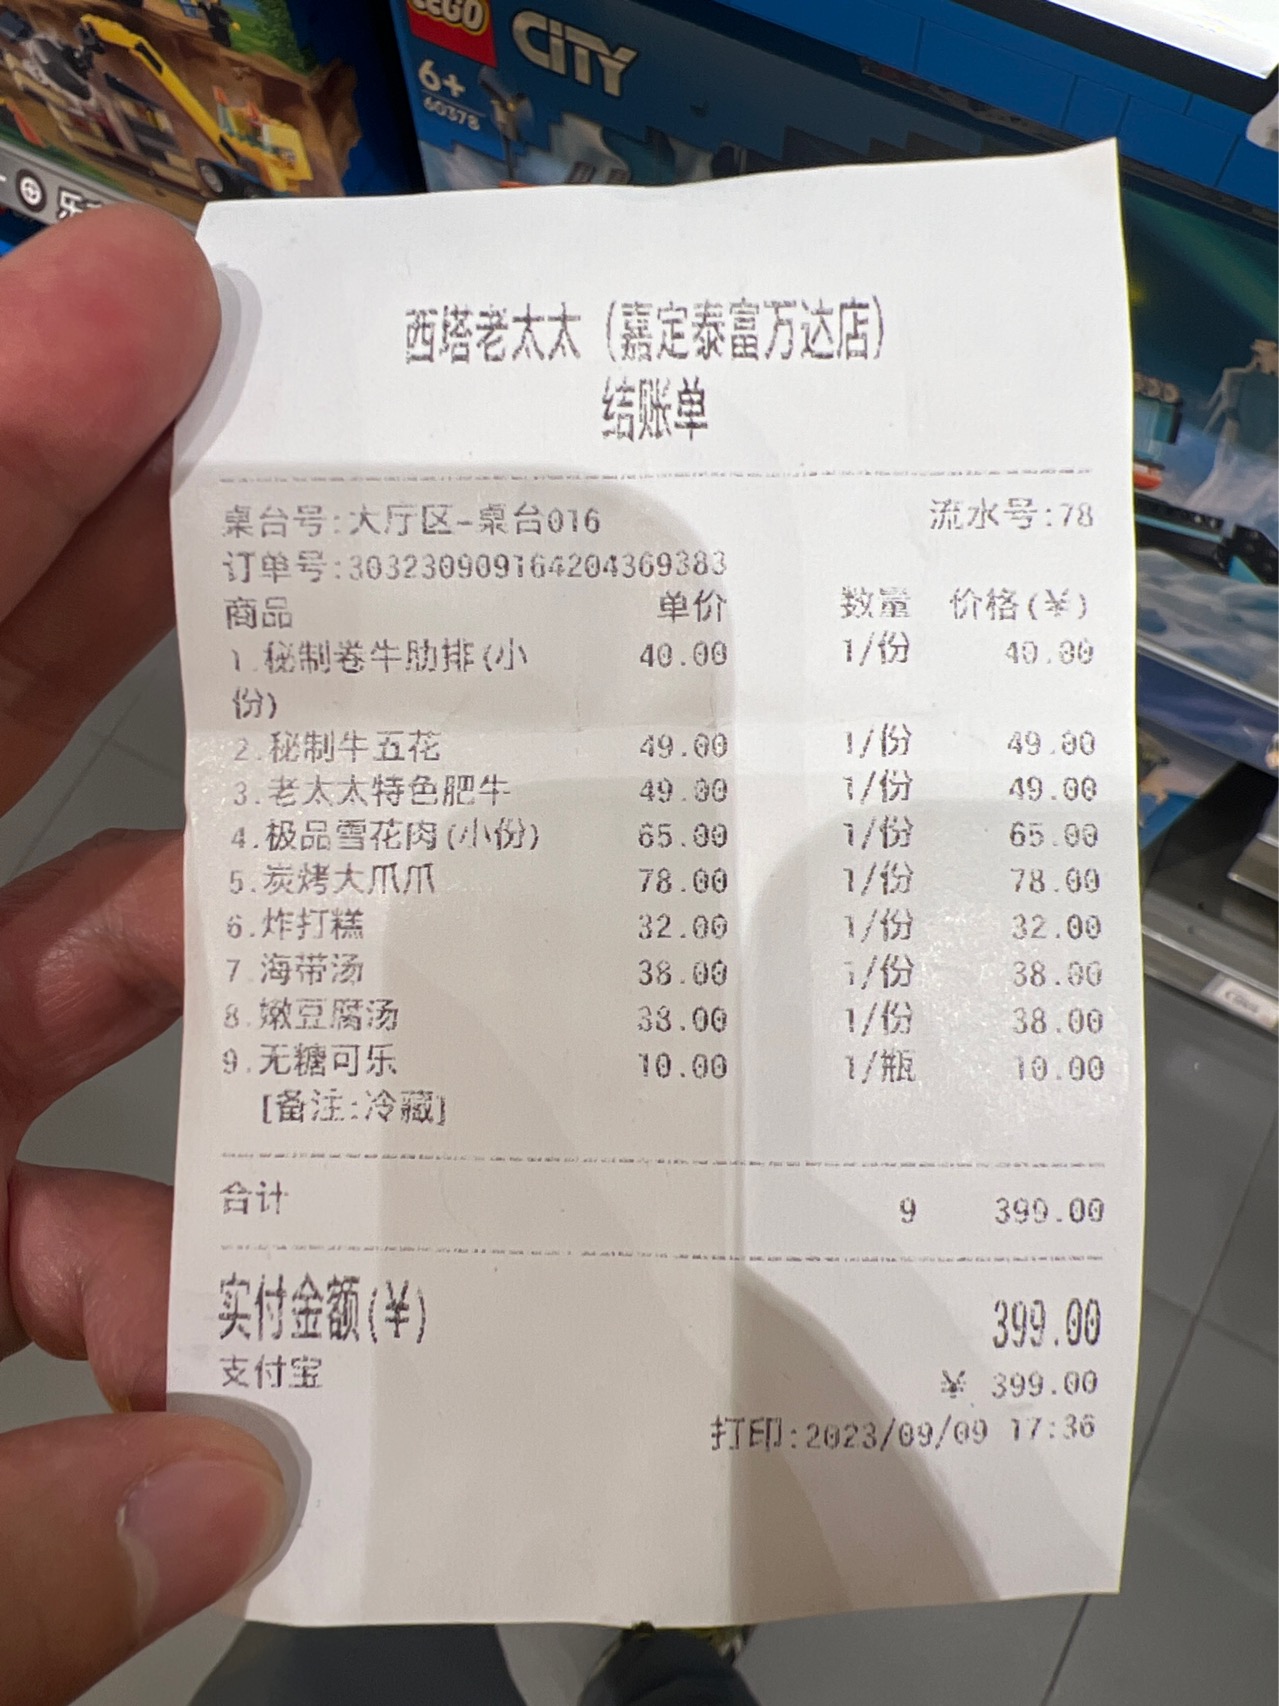 LEGO
CITY
6+
60378
乐
西塔老太太（嘉定泰富万达店）
结账单
桌台号:大厅区-桌台016 流水号:78
订单号:3032309091642043693​83
商品 单价 数量 价格(¥)
1.秘制卷牛肋排(小 40.00 1/份 40.00
份)
2.秘制牛五花 49.00 1/份 49.00
3.老太太特色肥牛 49.00 1/份 49.00
4.极品雪花肉(小份) 65.00 1/份 65.00
5.炭烤大爪爪 78.00 1/份 78.00
6.炸打糕 32.00 1/份 32.00
7.海带汤 38.00 1/份 38.00
8.嫩豆腐汤 38.00 1/份 38.00
9.无糖可乐 10.00 1/瓶 10.00
[备注:冷藏]
合计 9 399.00
实付金额(¥) 399.00
支付宝 ¥ 399.00
打印:2023/09/09 17:36